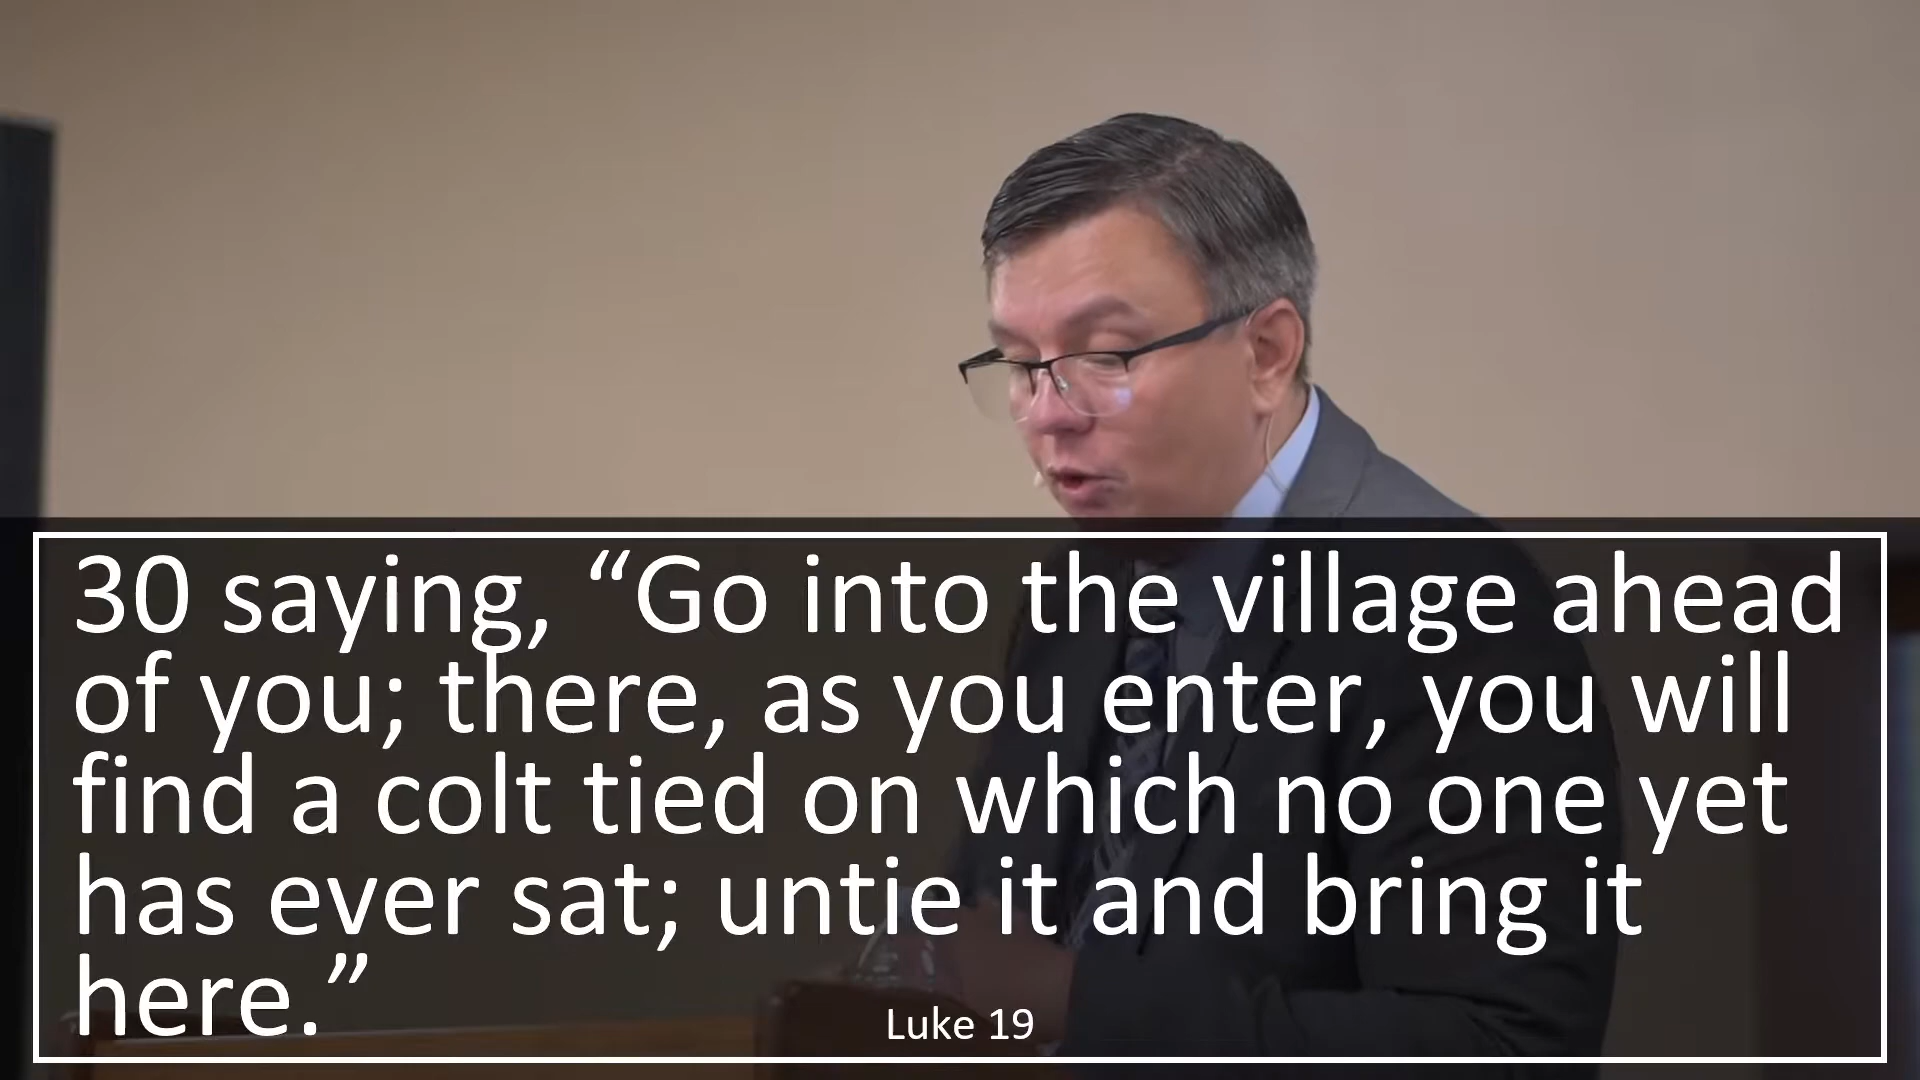 30 saying, “Go into the village ahead
of you; there, as you enter, you will
find a colt tied on which no one yet
has ever sat; untie it and bring it
here.”
Luke 19